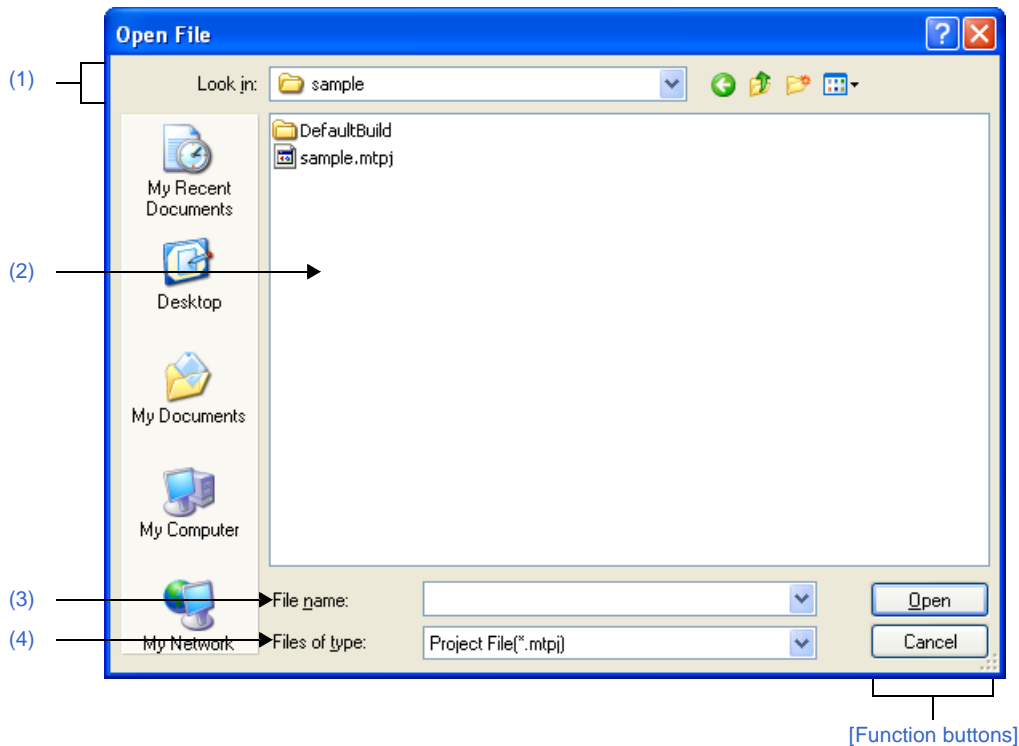 Open File
(1)
Look in:
sample
DefaultBuild
sample.mtpj
My Recent
Documents
(2)
Desktop
My Documents
My Computer
My Network
(3)
File name:
Open
(4)
Files of type:
Project File(*.mtpj)
Cancel
[Function buttons]